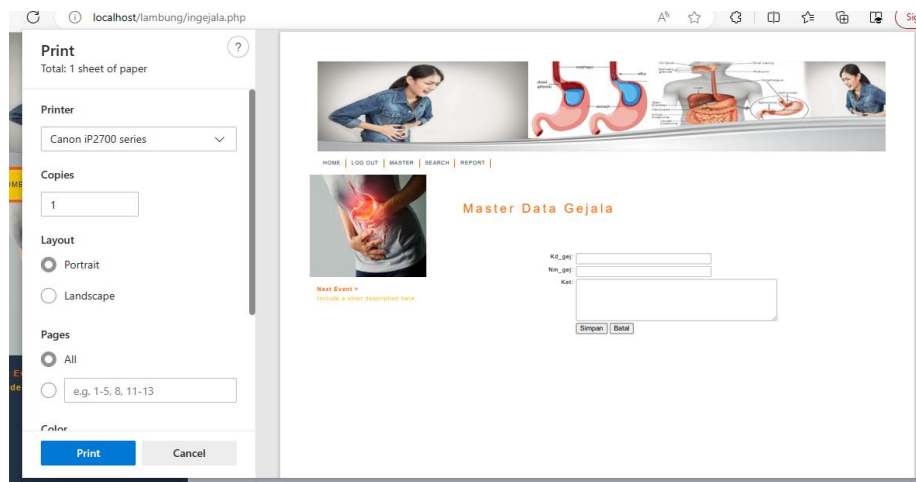 localhost/lambung/ingejala.php
Print
?
Total: 1 sheet of paper
Printer
Canon iP2700 series
Copies
1
Layout
Portrait
Landscape
Pages
All
e.g. 1-5, 8, 11-13
Color
Print Cancel
HOME | LOG OUT | MASTER | SEARCH | REPORT |
Master Data Gejala
Kd_gej:
Nm_gej:
Ket:
Simpan Batal
Next Event >
Include a short description here.